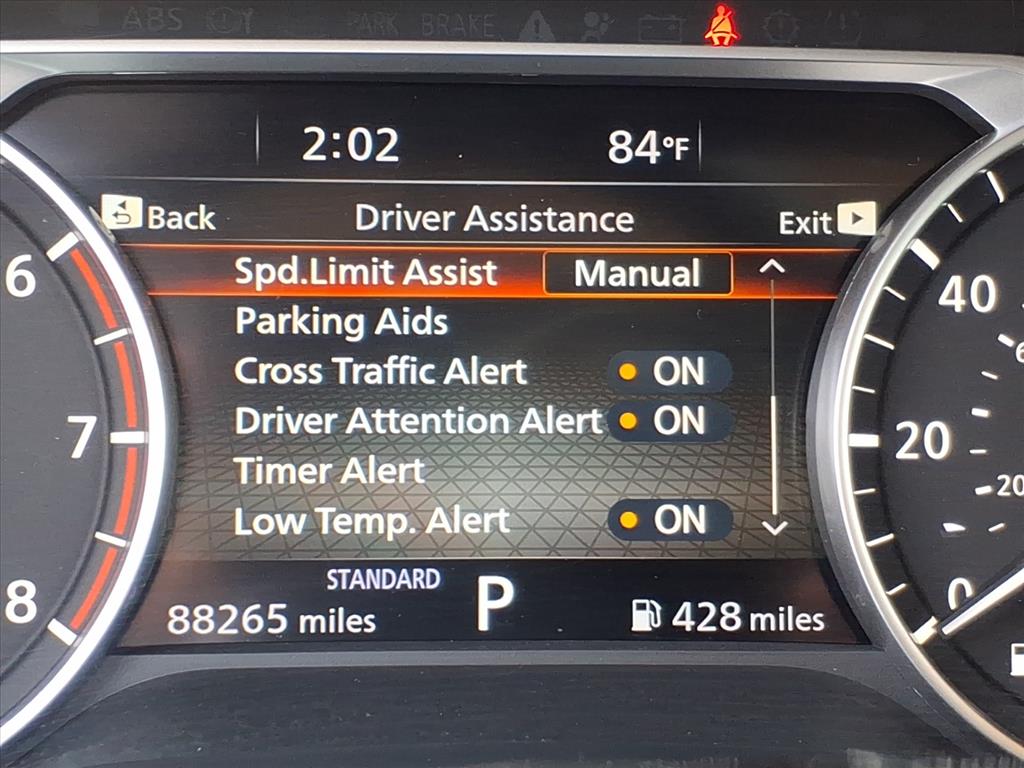 ABS
PARK BRAKE
2:02 84°F
Back Driver Assistance Exit
Spd.Limit Assist Manual
Parking Aids
Cross Traffic Alert ON
Driver Attention Alert ON
Timer Alert
Low Temp. Alert ON
STANDARD
88265 miles P 428 miles
6
7
8
40
20
0
20